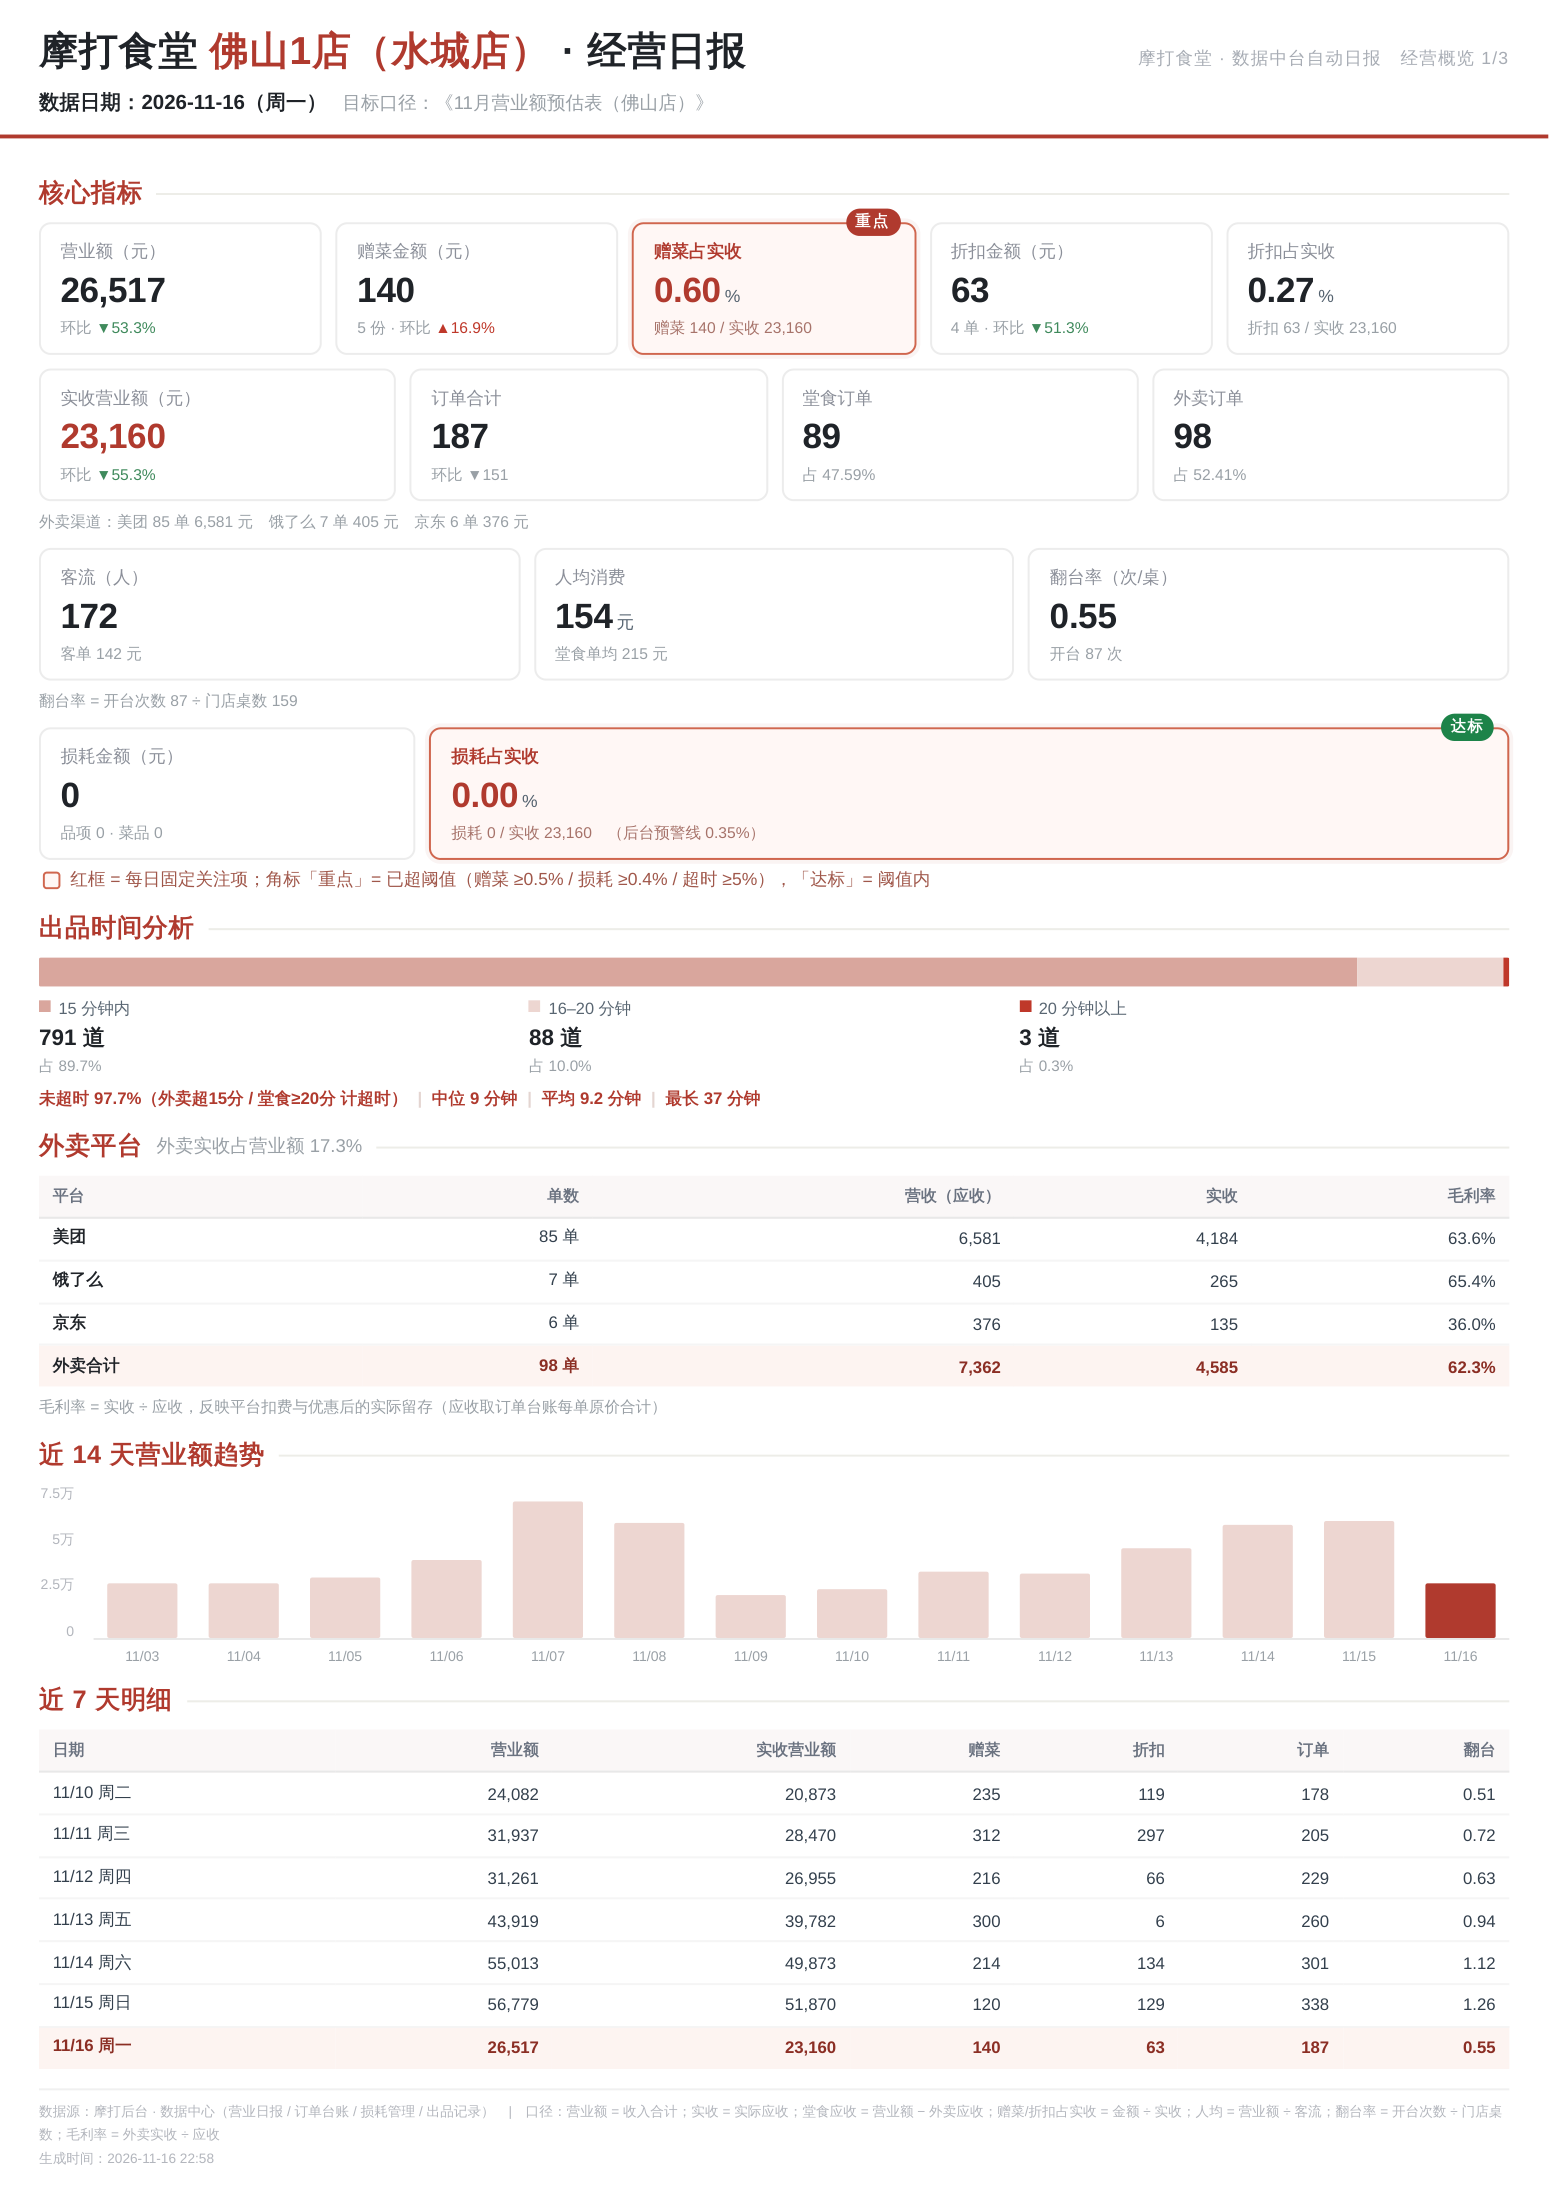 摩打食堂 佛山1店（水城店） · 经营日报
摩打食堂 · 数据中台自动日报 经营概览 1/3
数据日期：2026-11-16（周一） 目标口径：《11月营业额预估表（佛山店）》
核心指标
营业额（元）
26,517
环比 ▼53.3%
赠菜金额（元）
140
5 份 · 环比 ▲16.9%
重点
赠菜占实收
0.60 %
赠菜 140 / 实收 23,160
折扣金额（元）
63
4 单 · 环比 ▼51.3%
折扣占实收
0.27 %
折扣 63 / 实收 23,160
实收营业额（元）
23,160
环比 ▼55.3%
订单合计
187
环比 ▼151
堂食订单
89
占 47.59%
外卖订单
98
占 52.41%
外卖渠道：美团 85 单 6,581 元 饿了么 7 单 405 元 京东 6 单 376 元
客流（人）
172
客单 142 元
人均消费
154 元
堂食单均 215 元
翻台率（次/桌）
0.55
开台 87 次
翻台率 = 开台次数 87 ÷ 门店桌数 159
损耗金额（元）
0
品项 0 · 菜品 0
达标
损耗占实收
0.00 %
损耗 0 / 实收 23,160 （后台预警线 0.35%）
红框 = 每日固定关注项；角标「重点」= 已超阈值（赠菜 ≥0.5% / 损耗 ≥0.4% / 超时 ≥5%），「达标」= 阈值内
出品时间分析
15 分钟内
791 道
占 89.7%
16–20 分钟
88 道
占 10.0%
20 分钟以上
3 道
占 0.3%
未超时 97.7%（外卖超15分 / 堂食≥20分 计超时） | 中位 9 分钟 | 平均 9.2 分钟 | 最长 37 分钟
外卖平台 外卖实收占营业额 17.3%
平台 单数 营收（应收） 实收 毛利率
美团 85 单 6,581 4,184 63.6%
饿了么 7 单 405 265 65.4%
京东 6 单 376 135 36.0%
外卖合计 98 单 7,362 4,585 62.3%
毛利率 = 实收 ÷ 应收，反映平台扣费与优惠后的实际留存（应收取订单台账每单原价合计）
近 14 天营业额趋势
7.5万
5万
2.5万
0
11/03 11/04 11/05 11/06 11/07 11/08 11/09 11/10 11/11 11/12 11/13 11/14 11/15 11/16
近 7 天明细
日期 营业额 实收营业额 赠菜 折扣 订单 翻台
11/10 周二 24,082 20,873 235 119 178 0.51
11/11 周三 31,937 28,470 312 297 205 0.72
11/12 周四 31,261 26,955 216 66 229 0.63
11/13 周五 43,919 39,782 300 6 260 0.94
11/14 周六 55,013 49,873 214 134 301 1.12
11/15 周日 56,779 51,870 120 129 338 1.26
11/16 周一 26,517 23,160 140 63 187 0.55
数据源：摩打后台 · 数据中心（营业日报 / 订单台账 / 损耗管理 / 出品记录） | 口径：营业额 = 收入合计；实收 = 实际应收；堂食应收 = 营业额 − 外卖应收；赠菜/折扣占实收 = 金额 ÷ 实收；人均 = 营业额 ÷ 客流；翻台率 = 开台次数 ÷ 门店桌
数；毛利率 = 外卖实收 ÷ 应收
生成时间：2026-11-16 22:58